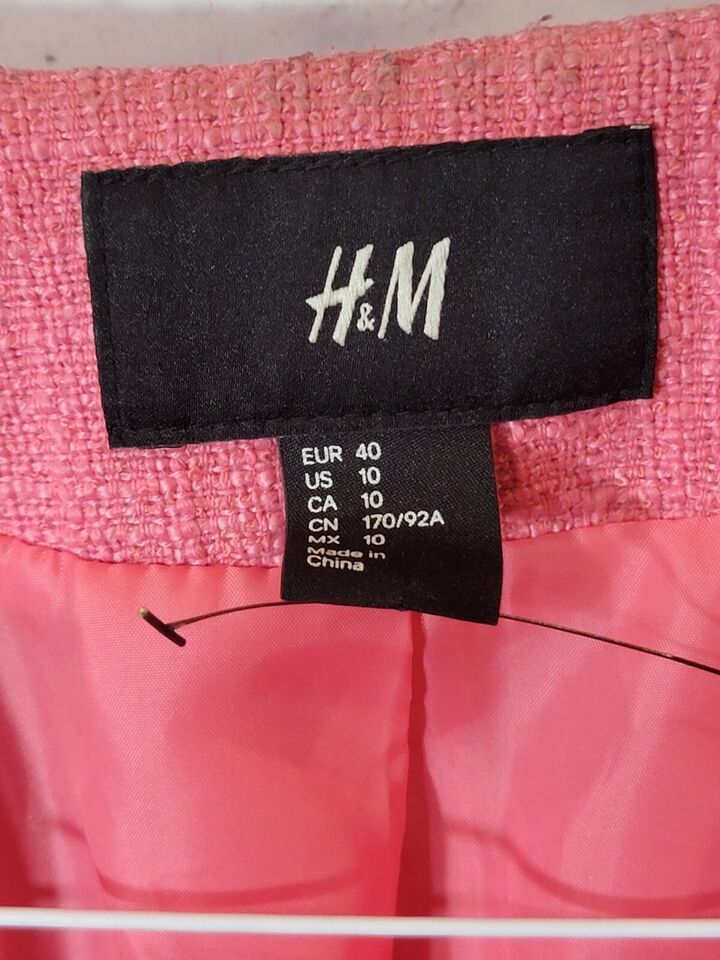 H&M
EUR 40
US 10
CA 10
CN 170/92A
MX 10
Made in
China